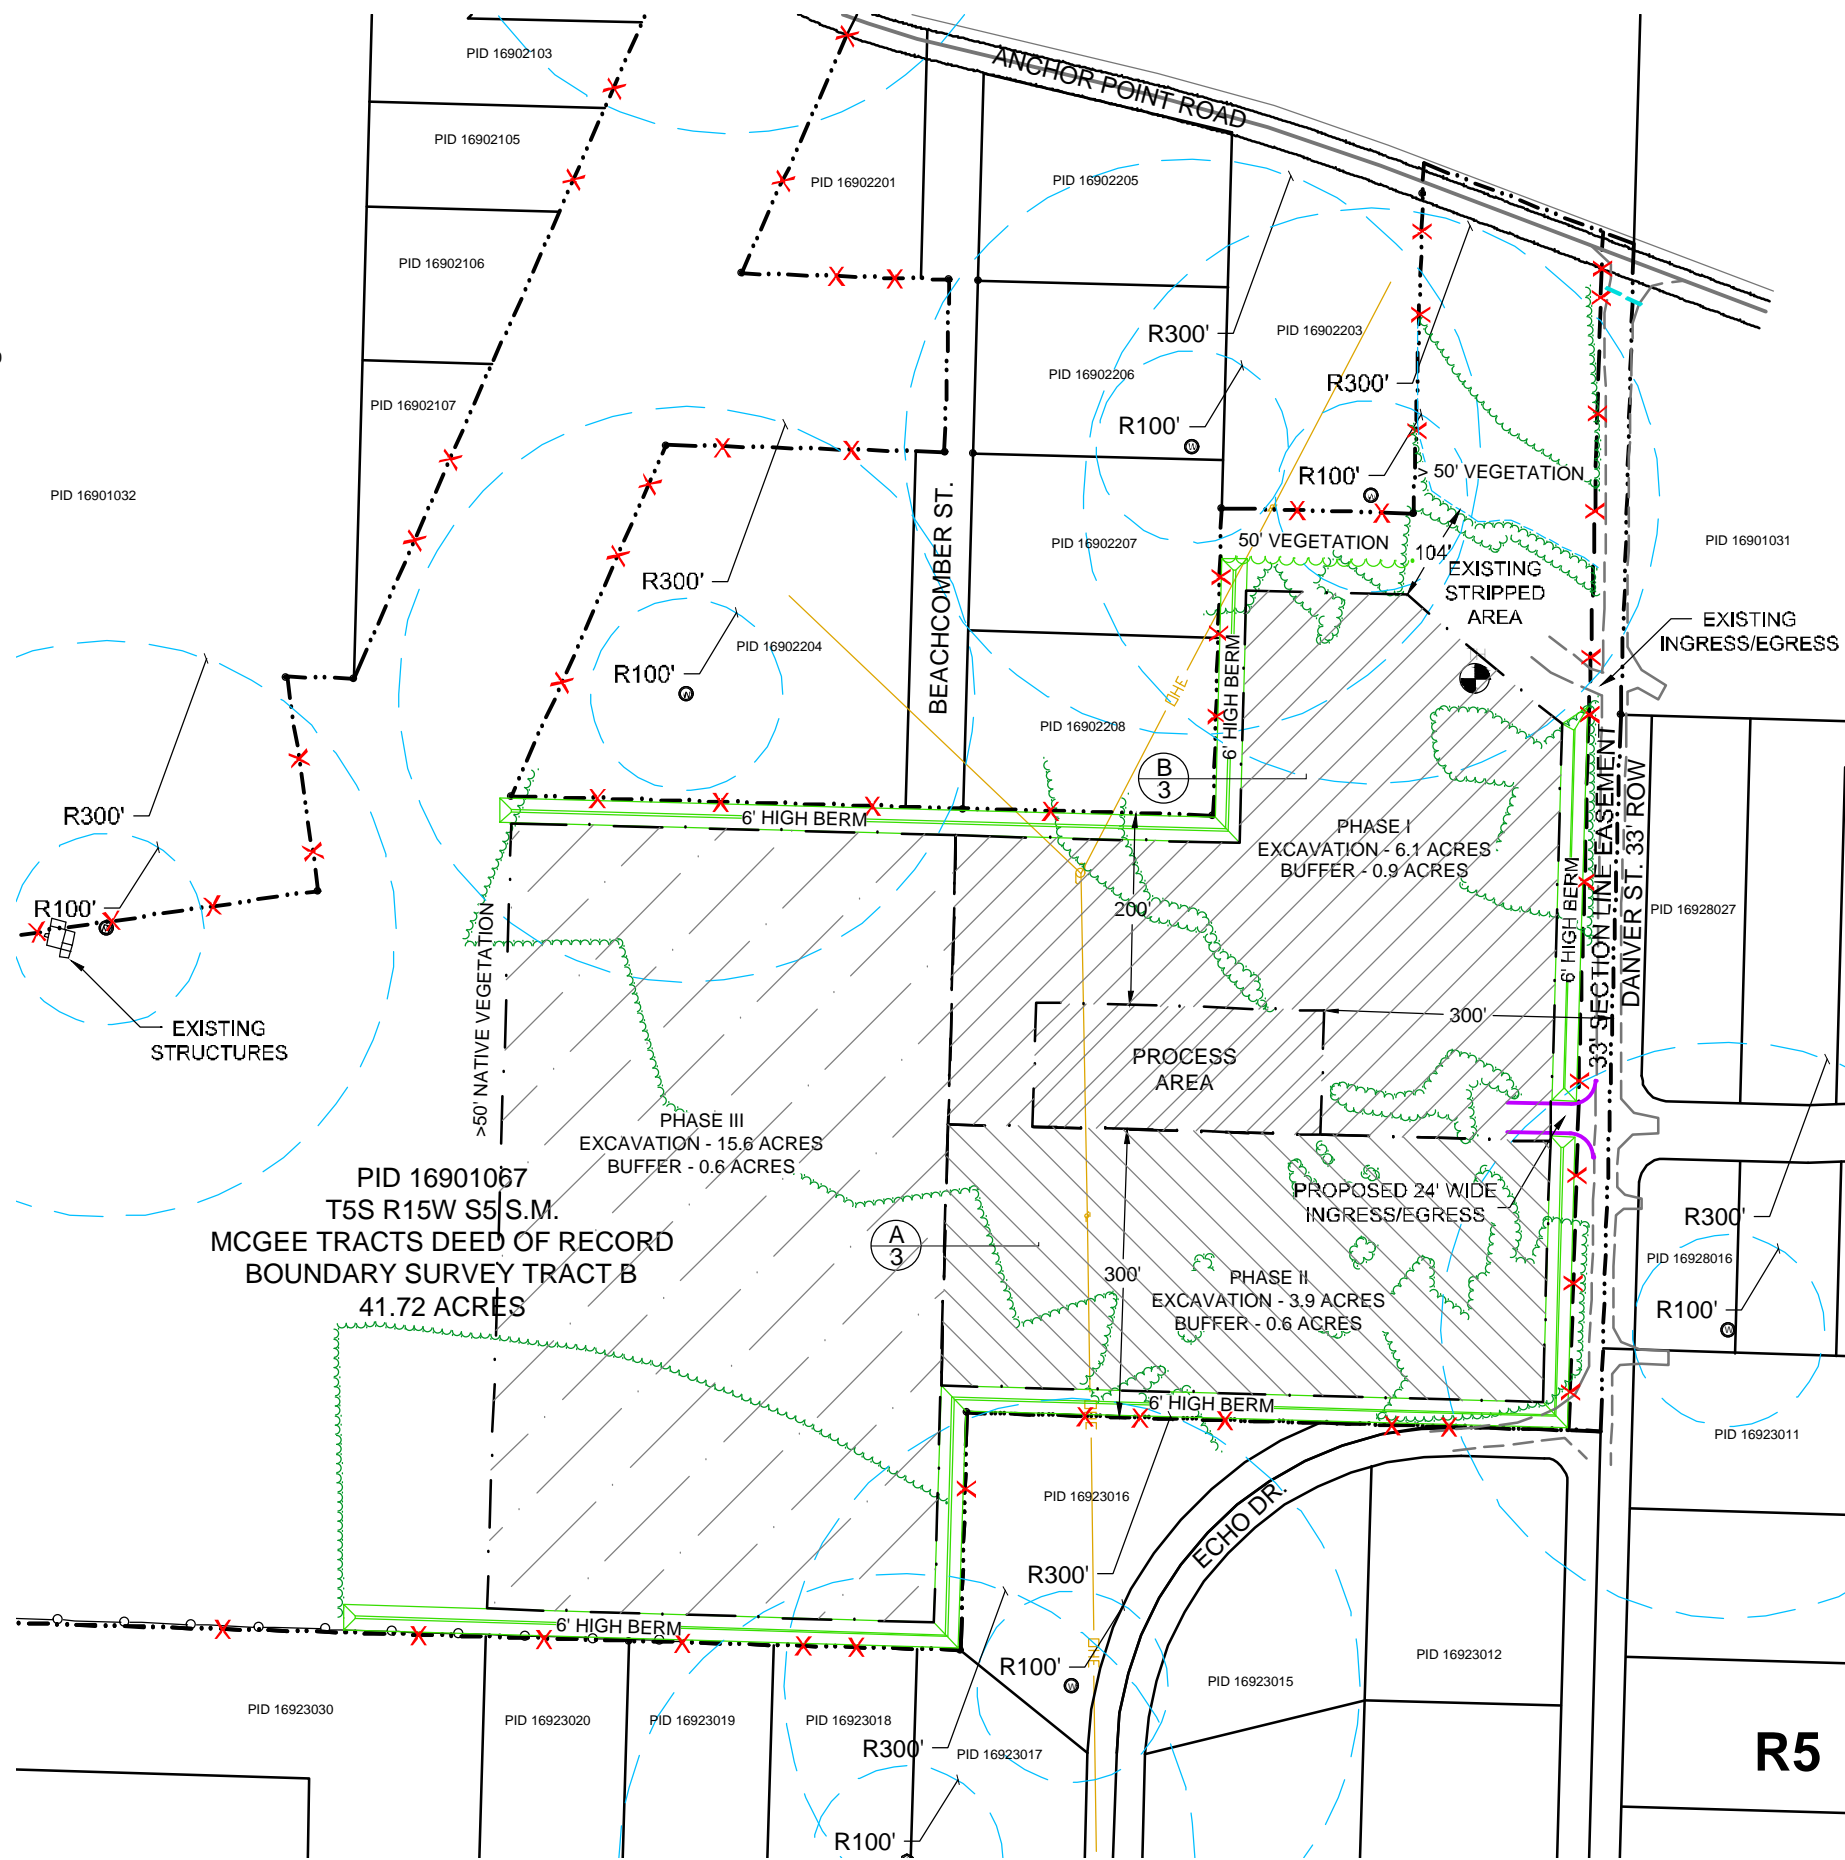 PID 16902103
ANCHOR POINT ROAD
PID 16902105
PID 16902201
PID 16902205
PID 16902106
R300'
PID 16902203
PID 16902206
R300'
PID 16902107
R100'
R100'
> 50' VEGETATION
PID 16901032
BEACHCOMBER ST.
PID 16902207
50' VEGETATION
104'
PID 16901031
EXISTING
STRIPPED
AREA
R300'
EXISTING
INGRESS/EGRESS
PID 16902204
R100'
OHE
PID 16902208
6' HIGH BERM
B
3
R300'
6' HIGH BERM
PHASE I
EXCAVATION - 6.1 ACRES
BUFFER - 0.9 ACRES
33' SECTION LINE EASEMENT
DANVER ST. 33' ROW
6' HIGH BERM
PID 16928027
R100'
W
200'
>50' NATIVE VEGETATION
300'
EXISTING
STRUCTURES
PROCESS
AREA
PHASE III
EXCAVATION - 15.6 ACRES
BUFFER - 0.6 ACRES
PID 16901067
T5S R15W S5 S.M.
MCGEE TRACTS DEED OF RECORD
BOUNDARY SURVEY TRACT B
41.72 ACRES
PROPOSED 24' WIDE
INGRESS/EGRESS
R300'
A
3
PID 16928016
300'
PHASE II
EXCAVATION - 3.9 ACRES
BUFFER - 0.6 ACRES
R100'
W
6' HIGH BERM
OHE
PID 16923011
PID 16923016
ECHO DR.
R300'
6' HIGH BERM
OHE
R100'
W
PID 16923012
PID 16923015
PID 16923030
PID 16923020
PID 16923019
PID 16923018
R300'
PID 16923017
R5
R100'